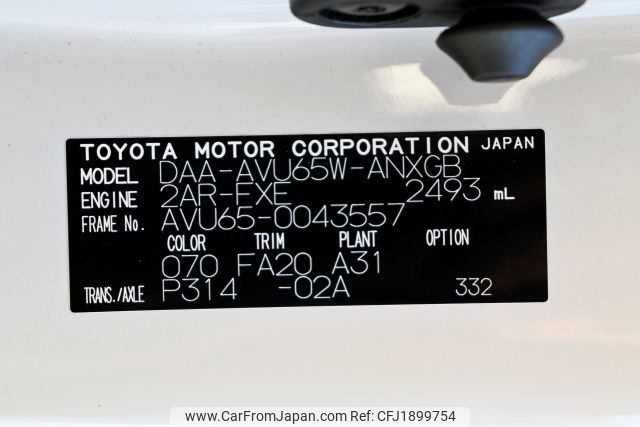 TOYOTA MOTOR CORPORATION JAPAN
MODEL DAA-AVU65W-ANXGB
ENGINE 2AR-FXE 2493 mL
FRAME No. AVU65-0043557
COLOR TRIM PLANT OPTION
070 FA20 A31
TRANS./AXLE P314 -02A 332
www.CarFromJapan.com Ref:ID: CFJ1899754